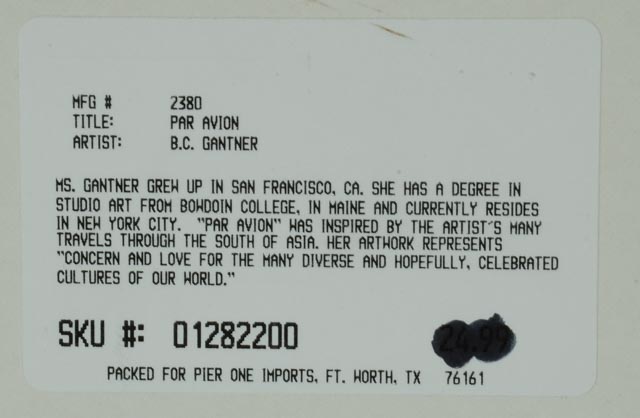 MFG # 2380
TITLE: PAR AVION
ARTIST: B.C. GANTNER
MS. GANTNER GREW UP IN SAN FRANCISCO, CA. SHE HAS A DEGREE IN
STUDIO ART FROM BOWDOIN COLLEGE, IN MAINE AND CURRENTLY RESIDES
IN NEW YORK CITY. "PAR AVION" WAS INSPIRED BY THE ARTIST'S MANY
TRAVELS THROUGH THE SOUTH OF ASIA. HER ARTWORK REPRESENTS
"CONCERN AND LOVE FOR THE MANY DIVERSE AND HOPEFULLY, CELEBRATED
CULTURES OF OUR WORLD."
SKU #: 01282200 24.99
PACKED FOR PIER ONE IMPORTS, FT. WORTH, TX 76161